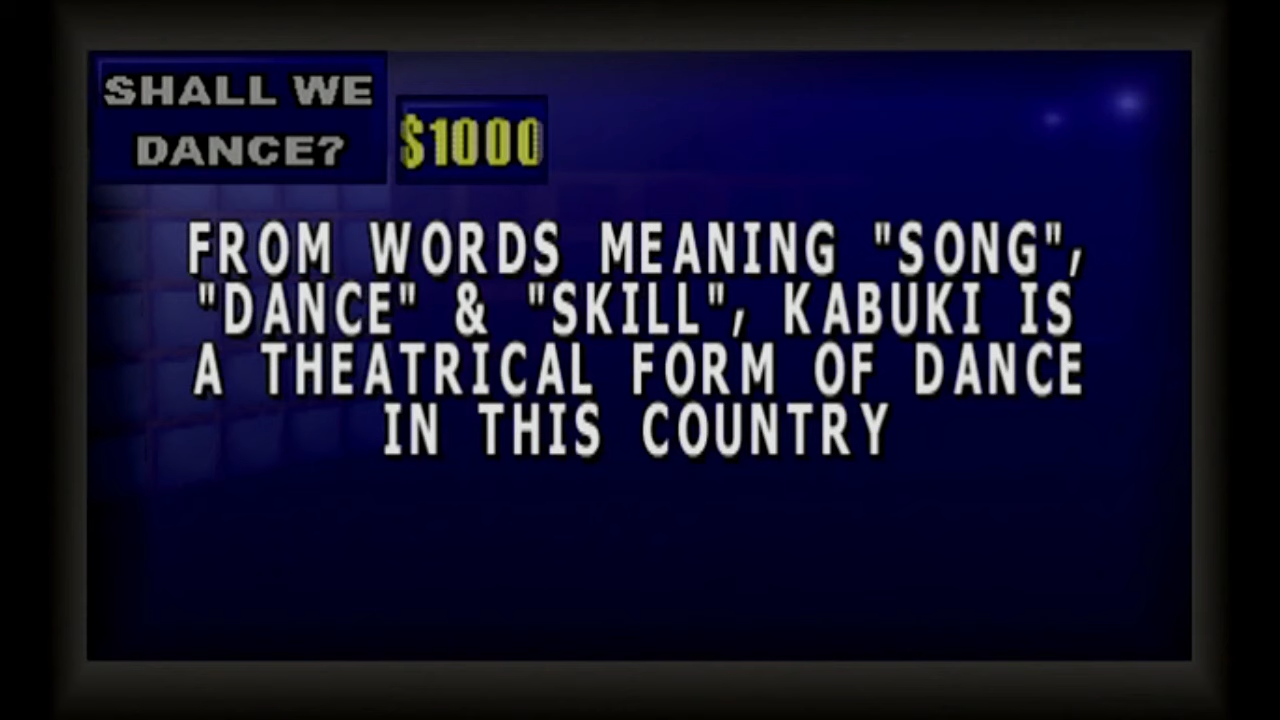 SHALL WE
DANCE?
$1000
FROM WORDS MEANING "SONG",
"DANCE" & "SKILL", KABUKI IS
A THEATRICAL FORM OF DANCE
IN THIS COUNTRY